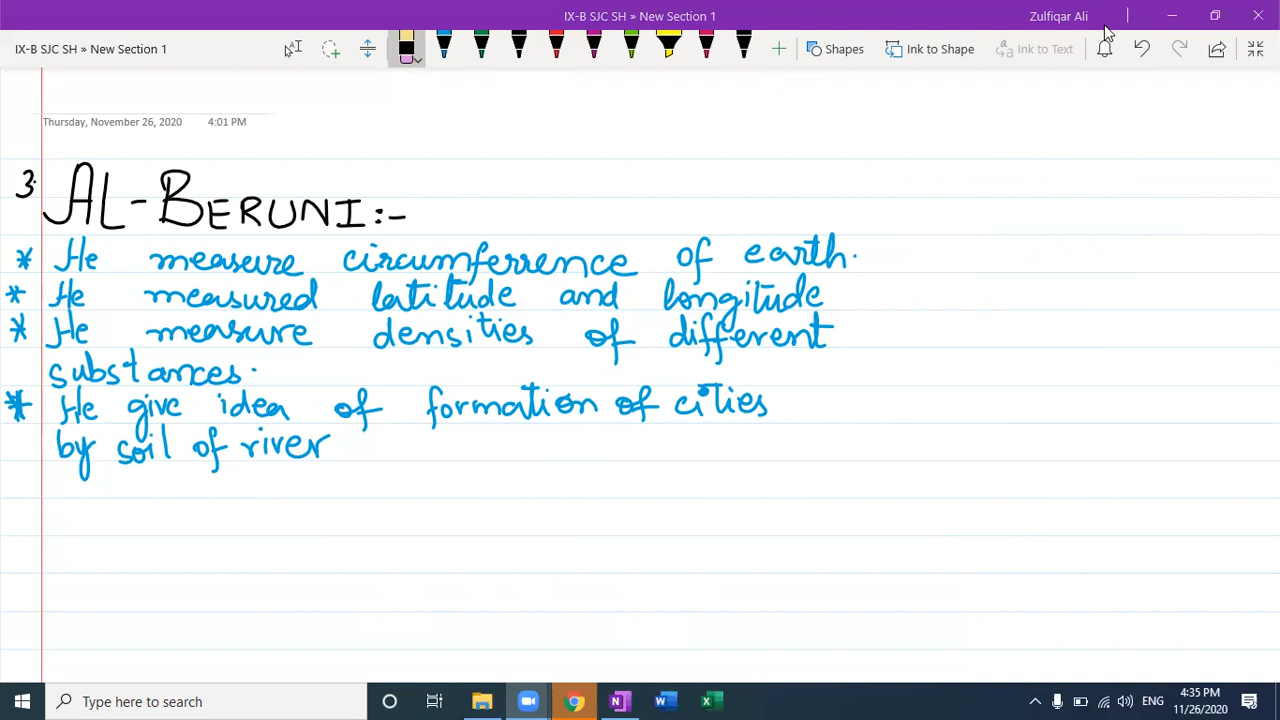 IX-B SJC SH » New Section 1
Zulfiqar Ali
IX-B SJC SH » New Section 1
Shapes
Ink to Shape
Ink to Text
Thursday, November 26, 2020 4:01 PM
3. AL-BERUNI:-
* He measure circumferrence of earth.
* He measured latitude and longitude
* He measure densities of different
substances.
* He give idea of formation of cities
by soil of river
Type here to search
ENG
4:35 PM
11/26/2020